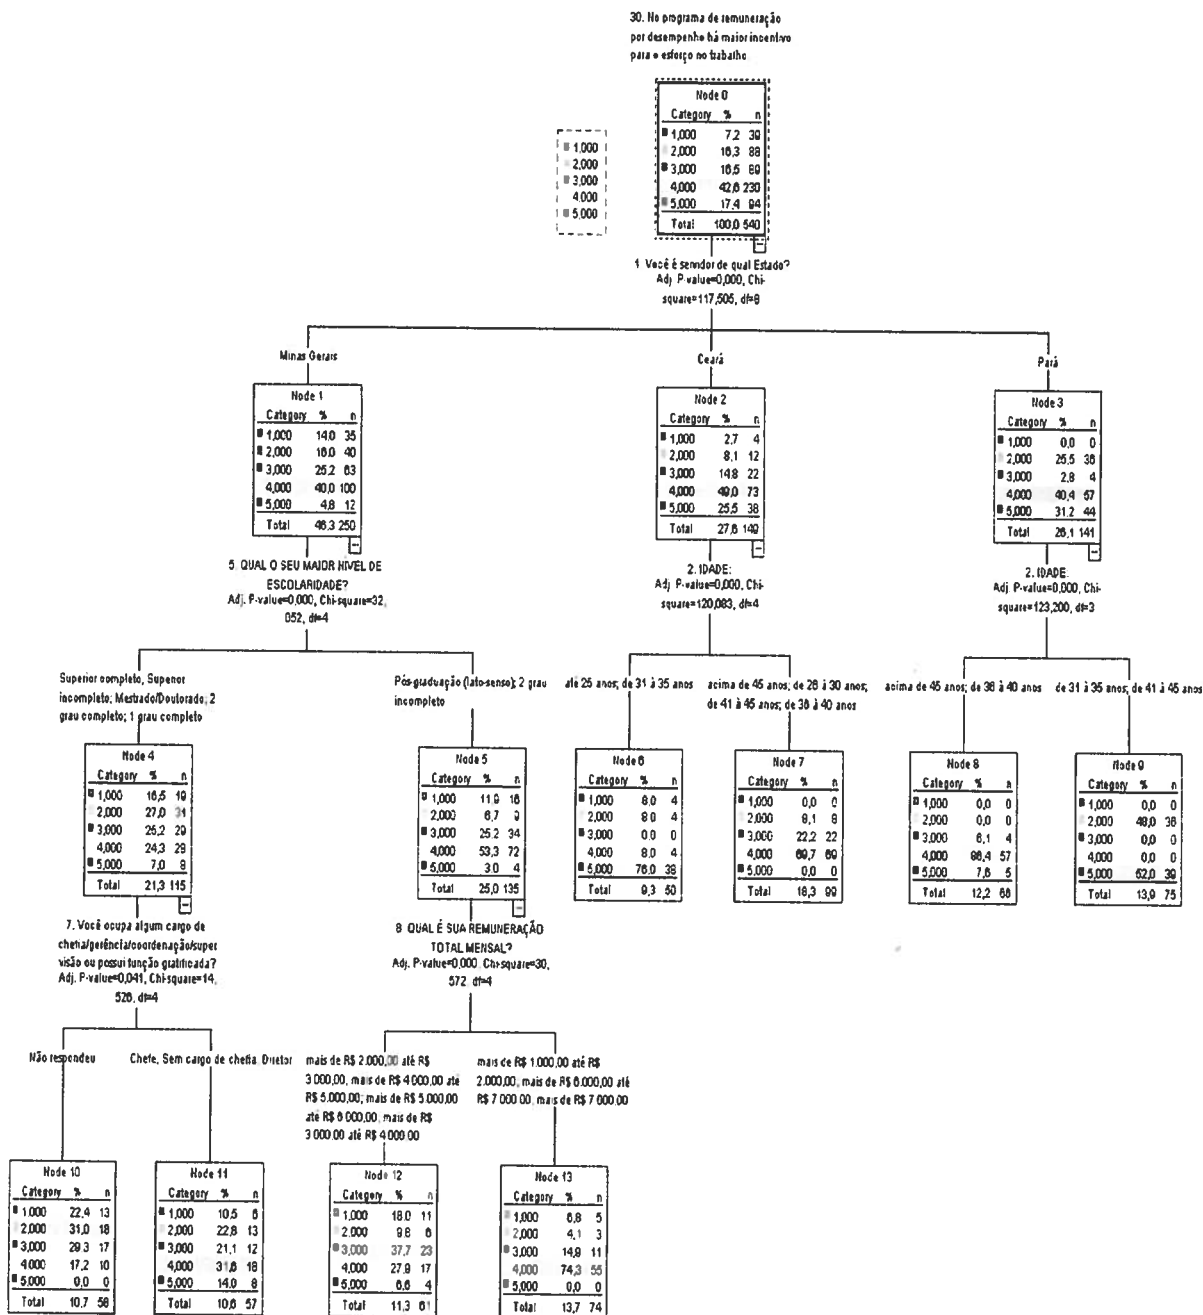 30. No programa de remuneração
por desempenho há maior incentivo
para o esforço no trabalho
Node 0
Category % n
1,000 7,2 39
2,000 16,3 88
3,000 16,5 89
4,000 42,6 230
5,000 17,4 94
Total 100,0 540
1,000
2,000
3,000
4.000
5,000
1. Você é servidor de qual Estado?
Adj. P-value=0,000, Chi-
square=117,505, df=8
Minas Gerais
Ceará
Pará
Node 1
Category % n
1,000 14,0 35
2,000 16,0 40
3,000 25,2 63
4,000 40,0 100
5,000 4,8 12
Total 46,3 250
Node 2
Category % n
1,000 2,7 4
2,000 8,1 12
3,000 14,8 22
4,000 49,0 73
5,000 25,5 38
Total 27,6 149
Node 3
Category % n
1,000 0,0 0
2,000 25,5 36
3,000 2,8 4
4,000 40,4 57
5,000 31,2 44
Total 26,1 141
5. QUAL O SEU MAIOR NIVEL DE
ESCOLARIDADE?
Adj. P-value=0,000, Chi-square=32,
052, df=4
2. IDADE:
Adj. P-value=0,000, Chi-
square=120,083, df=4
2. IDADE:
Adj. P-value=0,000, Chi-
square=123,200, df=3
Superior completo, Superior
incompleto; Mestrado/Doutorado; 2
grau completo; 1 grau completo
Pós-graduação (lato-senso); 2 grau
incompleto
até 25 anos; de 31 à 35 anos
acima de 45 anos; de 26 à 30 anos;
de 41 à 45 anos; de 36 à 40 anos
acima de 45 anos; de 36 à 40 anos
de 31 à 35 anos; de 41 à 45 anos
Node 4
Category % n
1,000 16,5 19
2,000 27,0 31
3,000 25,2 29
4,000 24,3 28
5,000 7,0 8
Total 21,3 115
Node 5
Category % n
1,000 11,9 16
2,000 6,7 9
3,000 25,2 34
4,000 53,3 72
5,000 3,0 4
Total 25,0 135
Node 6
Category % n
1,000 8,0 4
2,000 8,0 4
3,000 0,0 0
4,000 8,0 4
5,000 76,0 38
Total 9,3 50
Node 7
Category % n
1,000 0,0 0
2,000 8,1 8
3,000 22,2 22
4,000 69,7 69
5,000 0,0 0
Total 18,3 99
Node 8
Category % n
1,000 0,0 0
2,000 0,0 0
3,000 6,1 4
4,000 86,4 57
5,000 7,6 5
Total 12,2 66
Node 9
Category % n
1,000 0,0 0
2,000 48,0 36
3,000 0,0 0
4,000 0,0 0
5,000 52,0 39
Total 13,9 75
7. Você ocupa algum cargo de
chefia/gerência/coordenação/super
visão ou possui função gratificada?
Adj. P-value=0,041, Chi-square=14,
526, df=4
8 QUAL É SUA REMUNERAÇÃO
TOTAL MENSAL?
Adj. P-value=0,000, Chi-square=30,
572, df=4
Não respondeu
Chefe, Sem cargo de chefia, Diretor
mais de R$ 2.000,00 até R$
3 000,00, mais de R$ 4 000,00 até
R$ 5.000,00; mais de R$ 5.000,00
até R$ 6 000,00, mais de R$
3 000,00 até R$ 4 000,00
mais de R$ 1.000,00 até R$
2.000,00, mais de R$ 6.000,00 até
R$ 7 000,00, mais de R$ 7 000,00
Node 10
Category % n
1,000 22,4 13
2,000 31,0 18
3,000 29,3 17
4,000 17,2 10
5,000 0,0 0
Total 10,7 58
Node 11
Category % n
1,000 10,5 6
2,000 22,8 13
3,000 21,1 12
4,000 31,6 18
5,000 14,0 8
Total 10,6 57
Node 12
Category % n
1,000 18,0 11
2,000 9,8 6
3,000 37,7 23
4,000 27,9 17
5,000 6,6 4
Total 11,3 61
Node 13
Category % n
1,000 6,8 5
2,000 4,1 3
3,000 14,9 11
4,000 74,3 55
5,000 0,0 0
Total 13,7 74